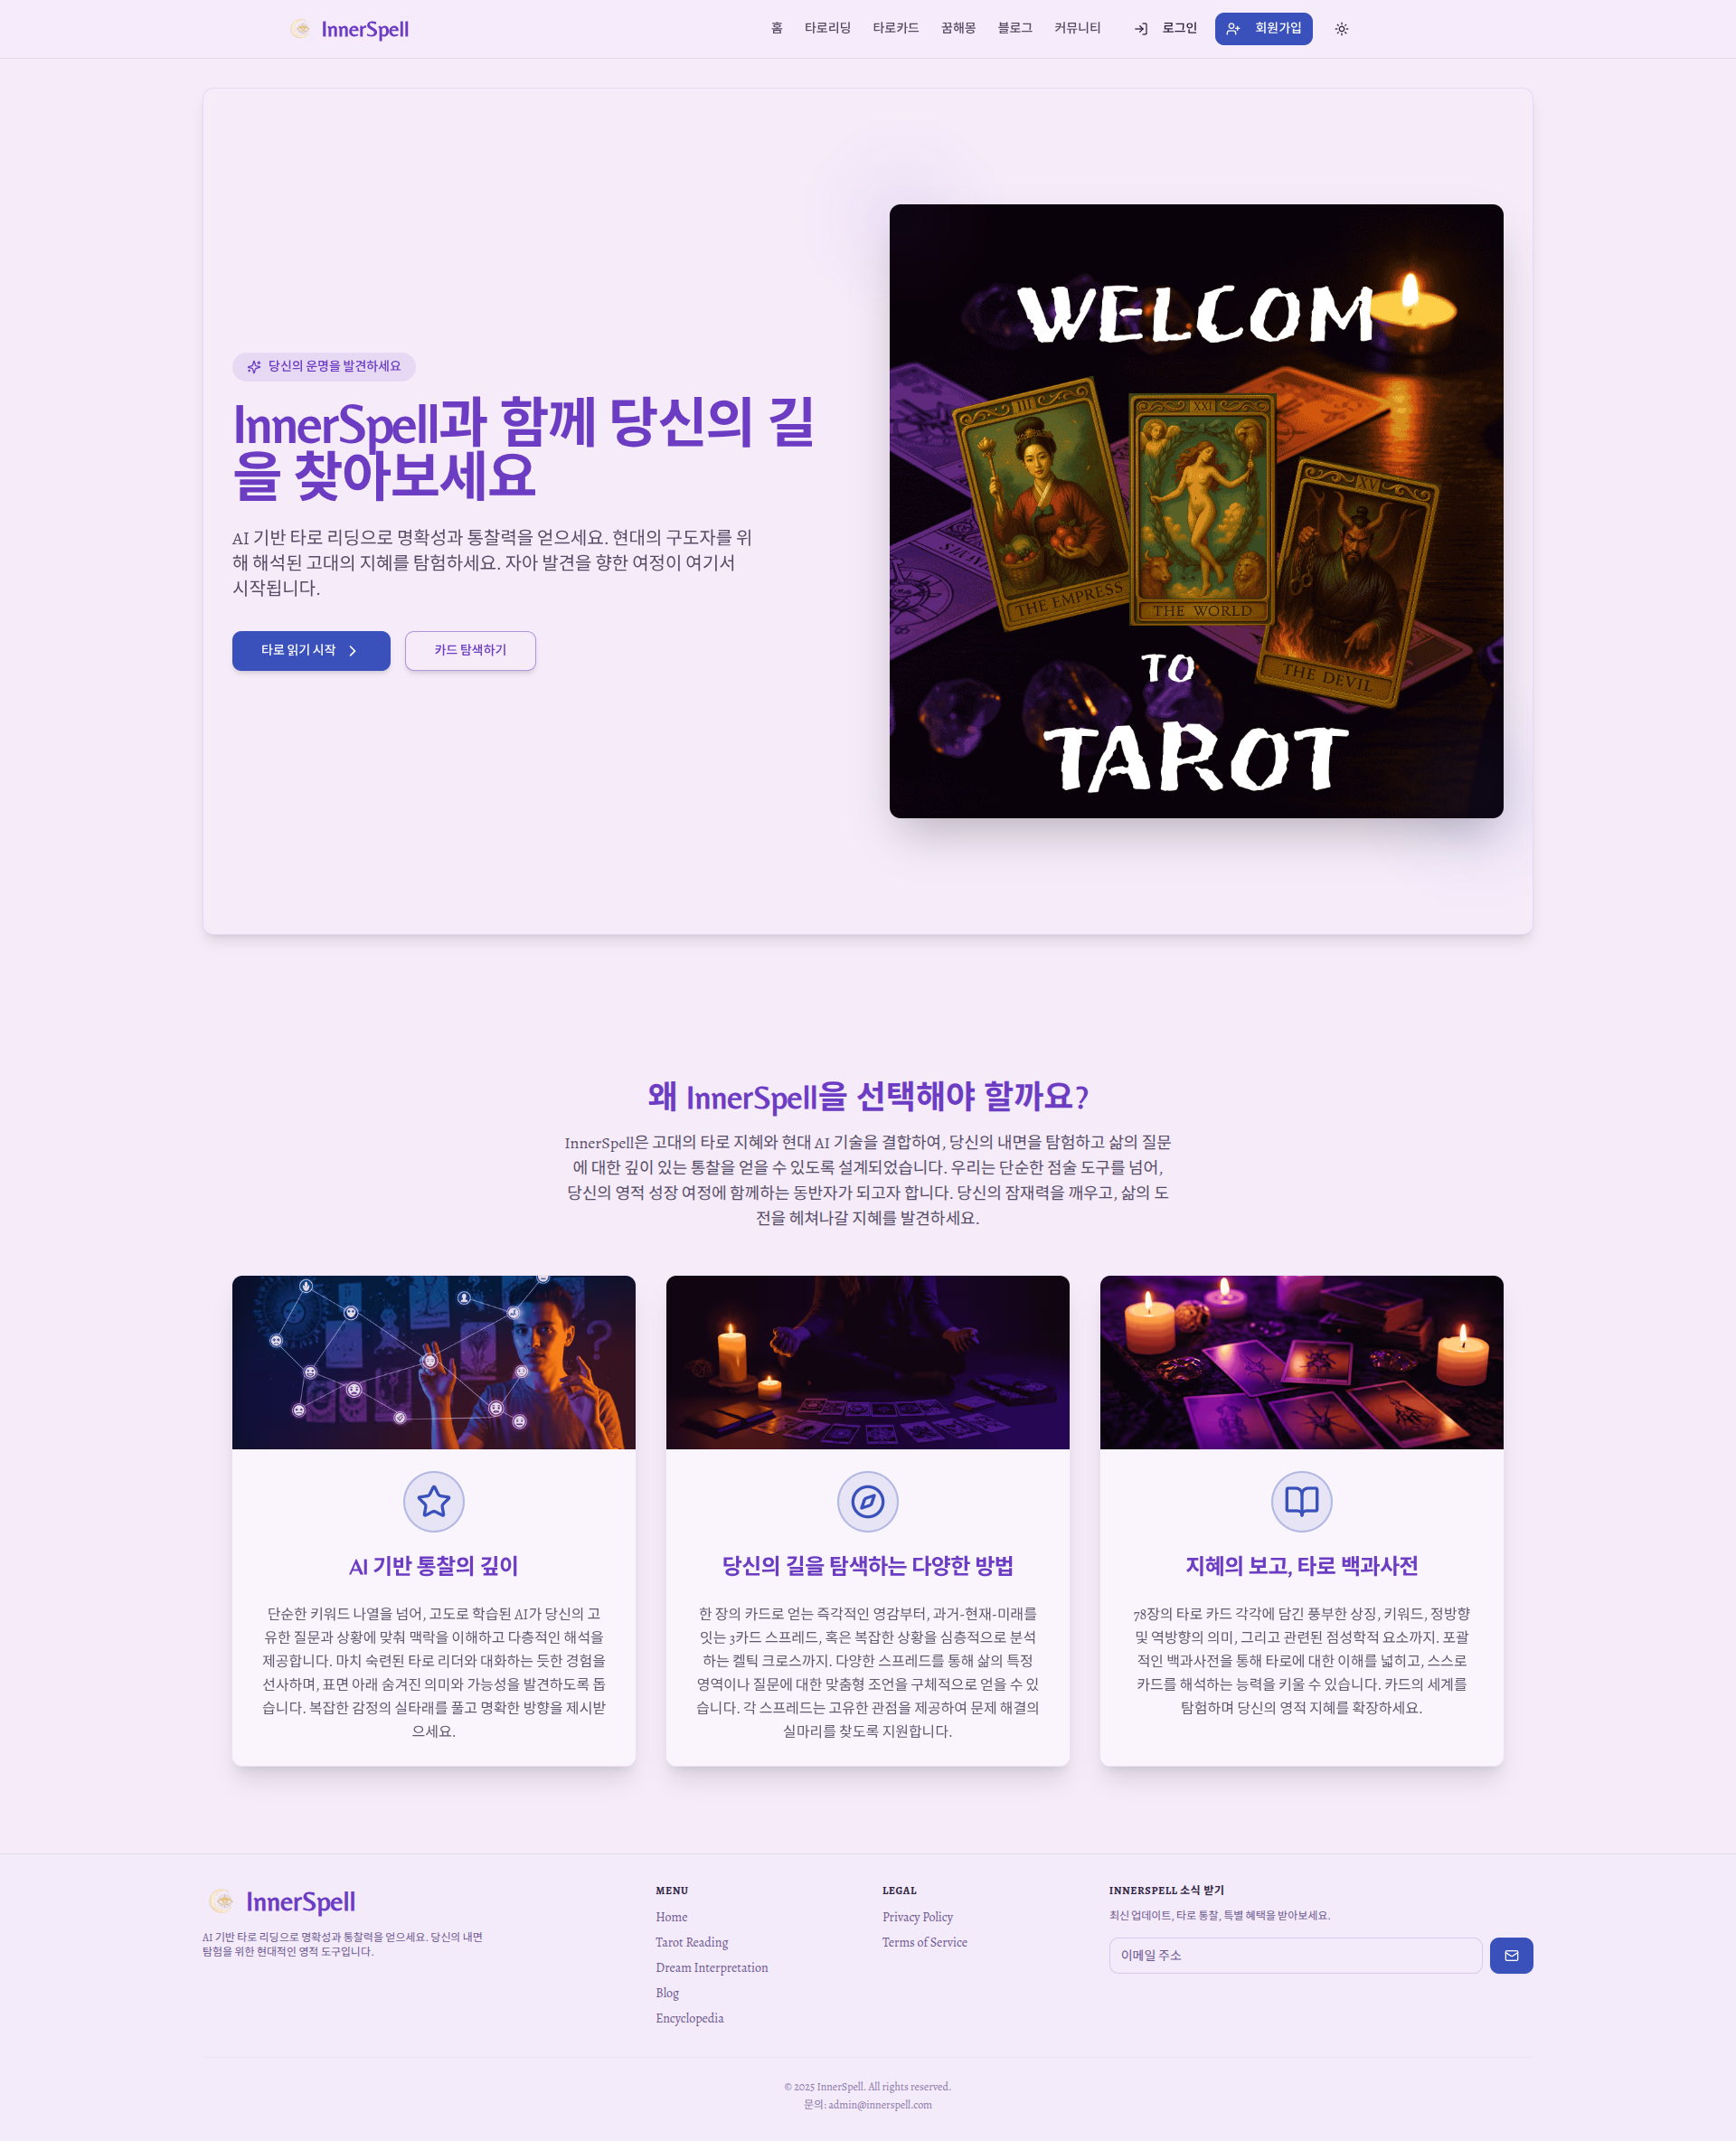 InnerSpell
홈 타로리딩 타로카드 꿈해몽 블로그 커뮤니티 로그인 회원가입
당신의 운명을 발견하세요
InnerSpell과 함께 당신의 길
을 찾아보세요
AI 기반 타로 리딩으로 명확성과 통찰력을 얻으세요. 현대의 구도자를 위
해 해석된 고대의 지혜를 탐험하세요. 자아 발견을 향한 여정이 여기서
시작됩니다.
타로 읽기 시작
카드 탐색하기
WELCOM
III
XXI
XV
THE EMPRESS
THE WORLD
THE DEVIL
TO
TAROT
왜 InnerSpell을 선택해야 할까요?
InnerSpell은 고대의 타로 지혜와 현대 AI 기술을 결합하여, 당신의 내면을 탐험하고 삶의 질문
에 대한 깊이 있는 통찰을 얻을 수 있도록 설계되었습니다. 우리는 단순한 점술 도구를 넘어,
당신의 영적 성장 여정에 함께하는 동반자가 되고자 합니다. 당신의 잠재력을 깨우고, 삶의 도
전을 헤쳐나갈 지혜를 발견하세요.
AI 기반 통찰의 깊이
단순한 키워드 나열을 넘어, 고도로 학습된 AI가 당신의 고
유한 질문과 상황에 맞춰 맥락을 이해하고 다층적인 해석을
제공합니다. 마치 숙련된 타로 리더와 대화하는 듯한 경험을
선사하며, 표면 아래 숨겨진 의미와 가능성을 발견하도록 돕
습니다. 복잡한 감정의 실타래를 풀고 명확한 방향을 제시받
으세요.
당신의 길을 탐색하는 다양한 방법
한 장의 카드로 얻는 즉각적인 영감부터, 과거-현재-미래를
잇는 3카드 스프레드, 혹은 복잡한 상황을 심층적으로 분석
하는 켈틱 크로스까지. 다양한 스프레드를 통해 삶의 특정
영역이나 질문에 대한 맞춤형 조언을 구체적으로 얻을 수 있
습니다. 각 스프레드는 고유한 관점을 제공하여 문제 해결의
실마리를 찾도록 지원합니다.
지혜의 보고, 타로 백과사전
78장의 타로 카드 각각에 담긴 풍부한 상징, 키워드, 정방향
및 역방향의 의미, 그리고 관련된 점성학적 요소까지. 포괄
적인 백과사전을 통해 타로에 대한 이해를 넓히고, 스스로
카드를 해석하는 능력을 키울 수 있습니다. 카드의 세계를
탐험하며 당신의 영적 지혜를 확장하세요.
InnerSpell
AI 기반 타로 리딩으로 명확성과 통찰력을 얻으세요. 당신의 내면
탐험을 위한 현대적인 영적 도구입니다.
MENU
Home
Tarot Reading
Dream Interpretation
Blog
Encyclopedia
LEGAL
Privacy Policy
Terms of Service
INNERSPELL 소식 받기
최신 업데이트, 타로 통찰, 특별 혜택을 받아보세요.
이메일 주소
© 2025 InnerSpell. All rights reserved.
문의: admin@innerspell.com